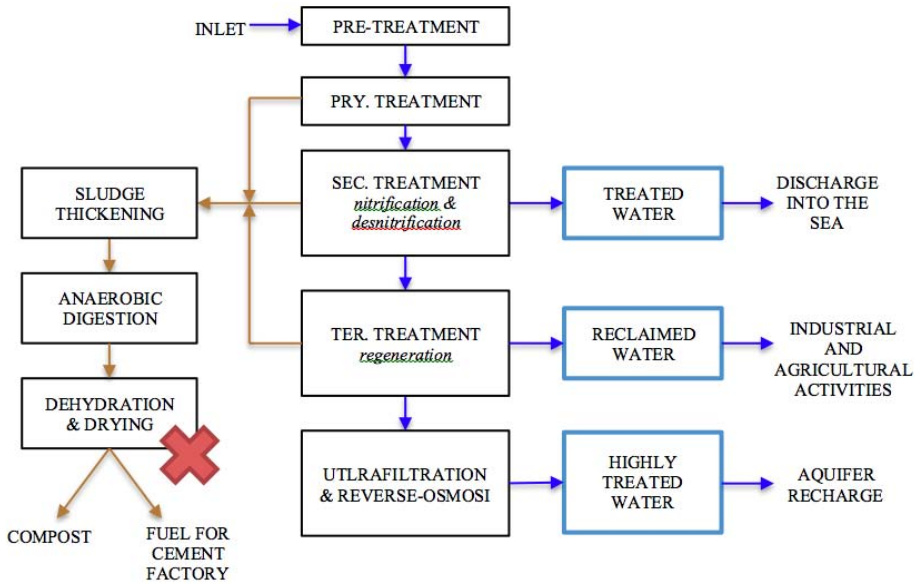 INLET
PRE-TREATMENT
PRY. TREATMENT
SLUDGE
THICKENING
SEC. TREATMENT
nitrification &
desnitrification
TREATED
WATER
DISCHARGE
INTO THE
SEA
ANAEROBIC
DIGESTION
TER. TREATMENT
regeneration
RECLAIMED
WATER
INDUSTRIAL
AND
AGRICULTURAL
ACTIVITIES
DEHYDRATION
& DRYING
UTLRAFILTRATION
& REVERSE-OSMOSI
HIGHLY
TREATED
WATER
AQUIFER
RECHARGE
COMPOST
FUEL FOR
CEMENT
FACTORY